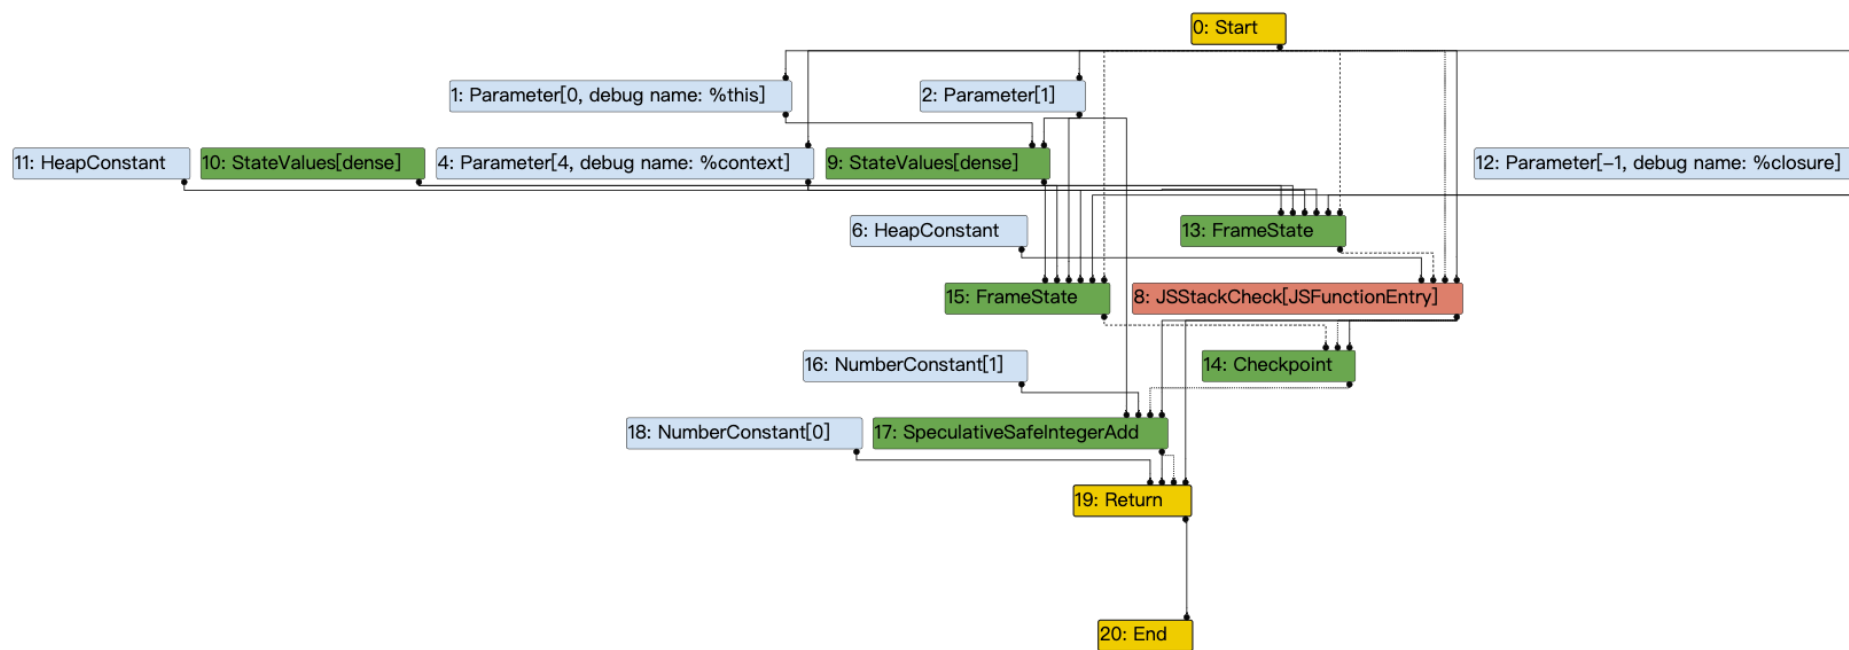 0: Start
1: Parameter[0, debug name: %this]
2: Parameter[1]
11: HeapConstant
10: StateValues[dense]
4: Parameter[4, debug name: %context]
9: StateValues[dense]
12: Parameter[-1, debug name: %closure]
6: HeapConstant
13: FrameState
15: FrameState
8: JSStackCheck[JSFunctionEntry]
16: NumberConstant[1]
14: Checkpoint
18: NumberConstant[0]
17: SpeculativeSafeIntegerAdd
19: Return
20: End